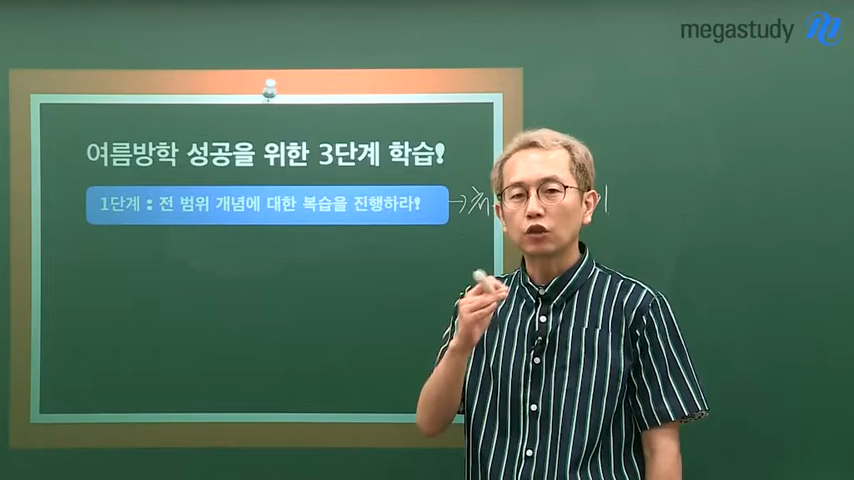 megastudy
여름방학 성공을 위한 3단계 학습!
1단계 : 전 범위 개념에 대한 복습을 진행하라!